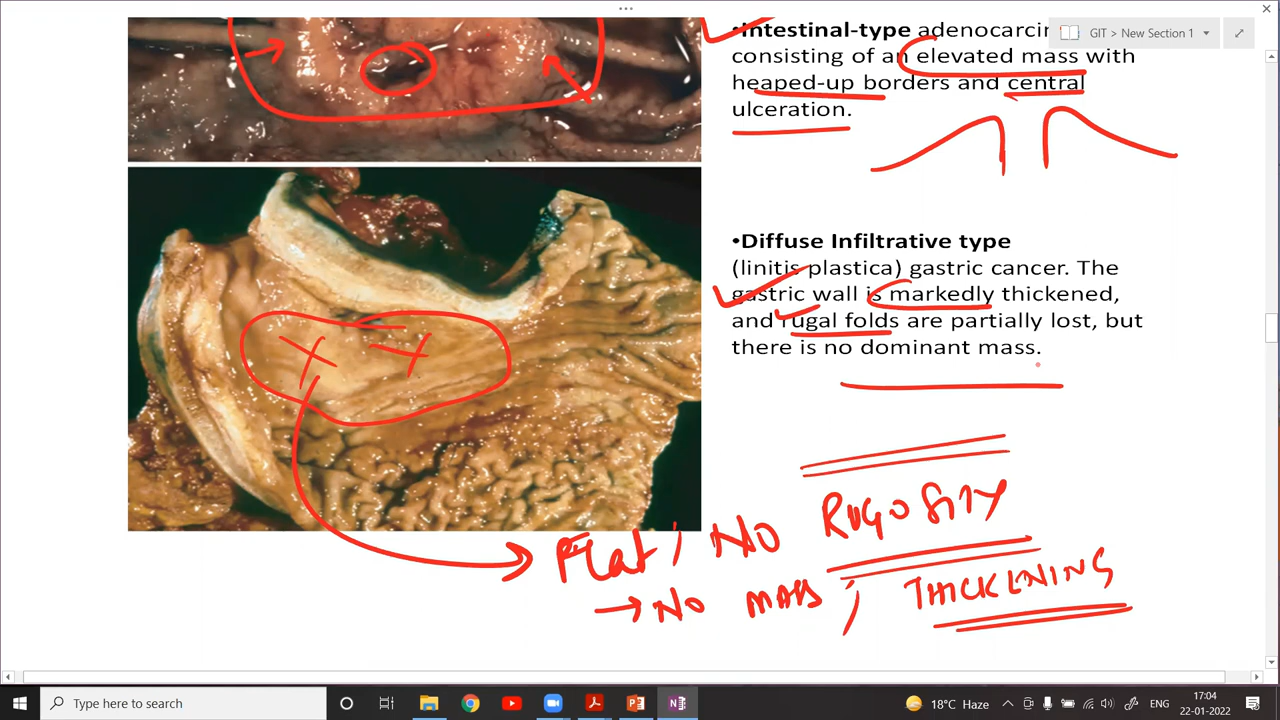 •Intestinal-type adenocarcin
GIT > New Section 1
consisting of an elevated mass with
heaped-up borders and central
ulceration.
•Diffuse Infiltrative type
(linitis plastica) gastric cancer. The
gastric wall is markedly thickened,
and rugal folds are partially lost, but
there is no dominant mass.
Flat; NO RUGOSITY
→ NO MASS; THICKENING
Type here to search
18°C Haze
ENG
17:04
22-01-2022